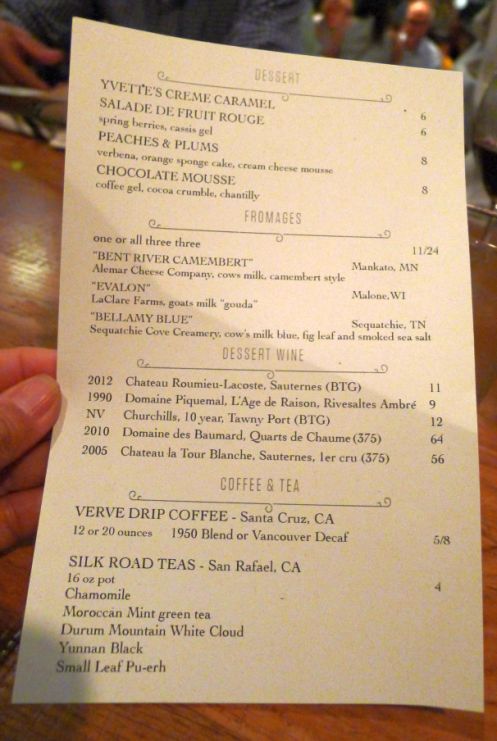 DESSERT
YVETTE'S CREME CARAMEL 6
SALADE DE FRUIT ROUGE 6
spring berries, cassis gel
PEACHES & PLUMS 8
verbena, orange sponge cake, cream cheese mousse
CHOCOLATE MOUSSE 8
coffee gel, cocoa crumble, chantilly
FROMAGES
one or all three three 11/24
"BENT RIVER CAMEMBERT" Mankato, MN
Alemar Cheese Company, cows milk, camembert style
"EVALON" Malone, WI
LaClare Farms, goats milk "gouda"
"BELLAMY BLUE" Sequatchie, TN
Sequatchie Cove Creamery, cow's milk blue, fig leaf and smoked sea salt
DESSERT WINE
2012 Chateau Roumieu-Lacoste, Sauternes (BTG) 11
1990 Domaine Piquemal, L'Age de Raison, Rivesaltes Ambré 9
NV Churchills, 10 year, Tawny Port (BTG) 12
2010 Domaine des Baumard, Quarts de Chaume (375) 64
2005 Chateau la Tour Blanche, Sauternes, 1er cru (375) 56
COFFEE & TEA
VERVE DRIP COFFEE - Santa Cruz, CA
12 or 20 ounces 1950 Blend or Vancouver Decaf 5/8
SILK ROAD TEAS - San Rafael, CA
16 oz pot 4
Chamomile
Moroccan Mint green tea
Durum Mountain White Cloud
Yunnan Black
Small Leaf Pu-erh